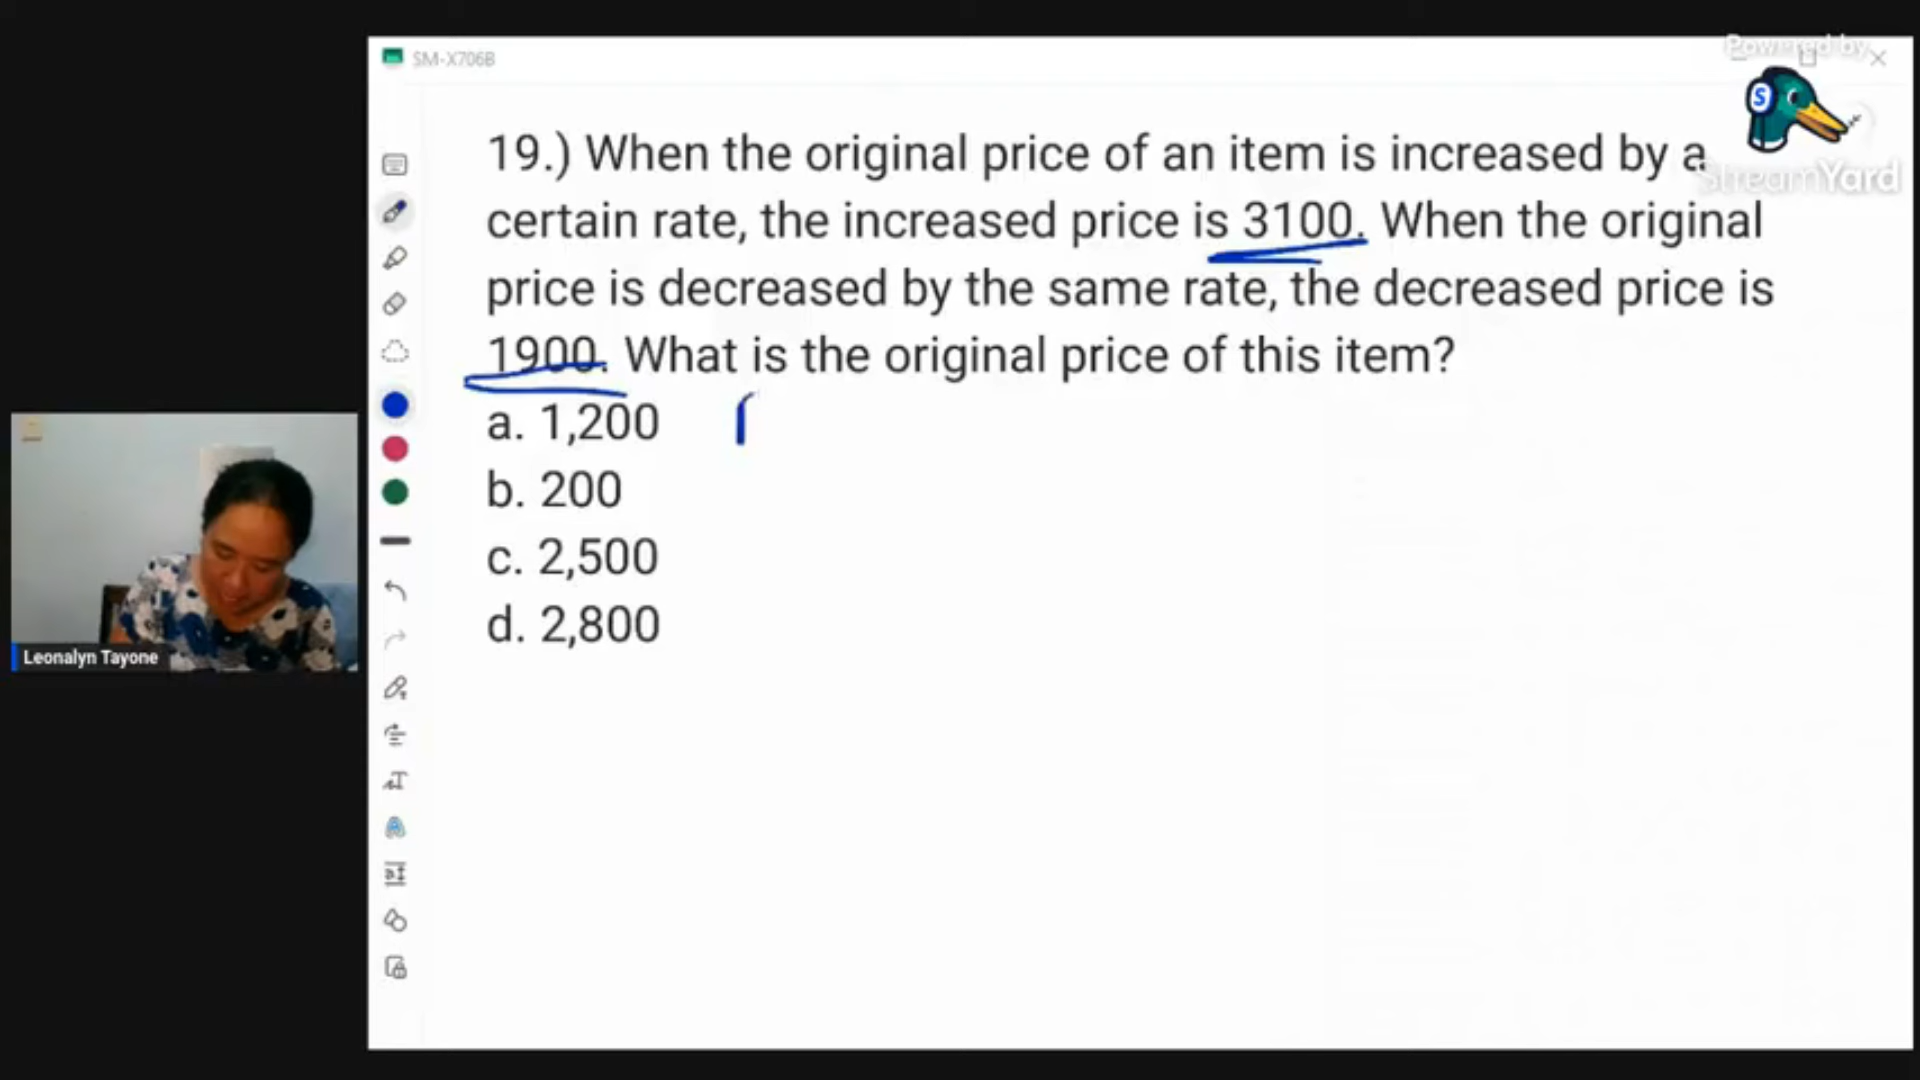 SM-X706B
Powered by
StreamYard
19.) When the original price of an item is increased by a
certain rate, the increased price is 3100. When the original
price is decreased by the same rate, the decreased price is
1900. What is the original price of this item?
a. 1,200
b. 200
c. 2,500
d. 2,800
Leonalyn Tayone